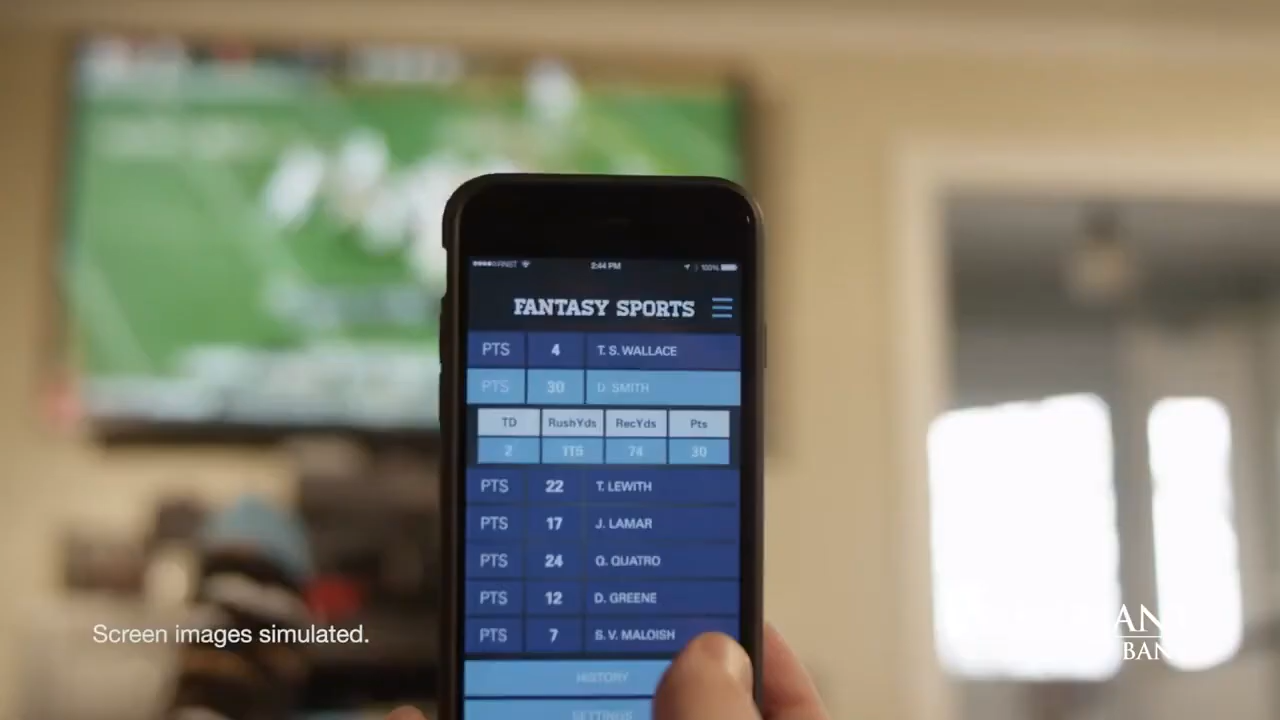 2:44 PM
100%
FANTASY SPORTS
PTS 4 T. S. WALLACE
PTS 30 D. SMITH
TD RushYds RecYds Pts
2 115 74 30
PTS 22 T. LEWITH
PTS 17 J. LAMAR
PTS 24 Q. QUATRO
PTS 12 D. GREENE
PTS 7 S. V. MALOISH
HISTORY
SETTINGS
Screen images simulated.